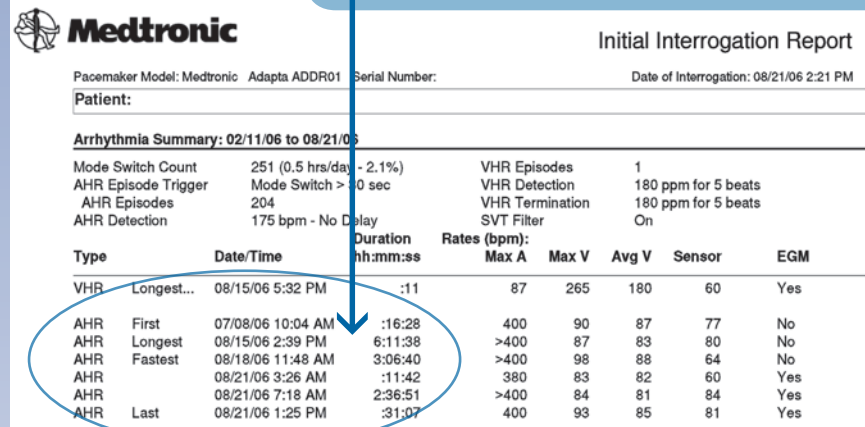 Medtronic
Initial Interrogation Report
Pacemaker Model: Medtronic Adapta ADDR01 Serial Number: Date of Interrogation: 08/21/06 2:21 PM
Patient:
Arrhythmia Summary: 02/11/06 to 08/21/06
Mode Switch Count 251 (0.5 hrs/day - 2.1%) VHR Episodes 1
AHR Episode Trigger Mode Switch > 30 sec VHR Detection 180 ppm for 5 beats
AHR Episodes 204 VHR Termination 180 ppm for 5 beats
AHR Detection 175 bpm - No Delay SVT Filter On
Duration Rates (bpm):
Type Date/Time hh:mm:ss Max A Max V Avg V Sensor EGM
VHR Longest... 08/15/06 5:32 PM :11 87 265 180 60 Yes
AHR First 07/08/06 10:04 AM :16:28 400 90 87 77 No
AHR Longest 08/15/06 2:39 PM 6:11:38 >400 87 83 80 No
AHR Fastest 08/18/06 11:48 AM 3:06:40 >400 98 88 64 No
AHR 08/21/06 3:26 AM :11:42 380 83 82 60 Yes
AHR 08/21/06 7:18 AM 2:36:51 >400 84 81 84 Yes
AHR Last 08/21/06 1:25 PM :31:07 400 93 85 81 Yes